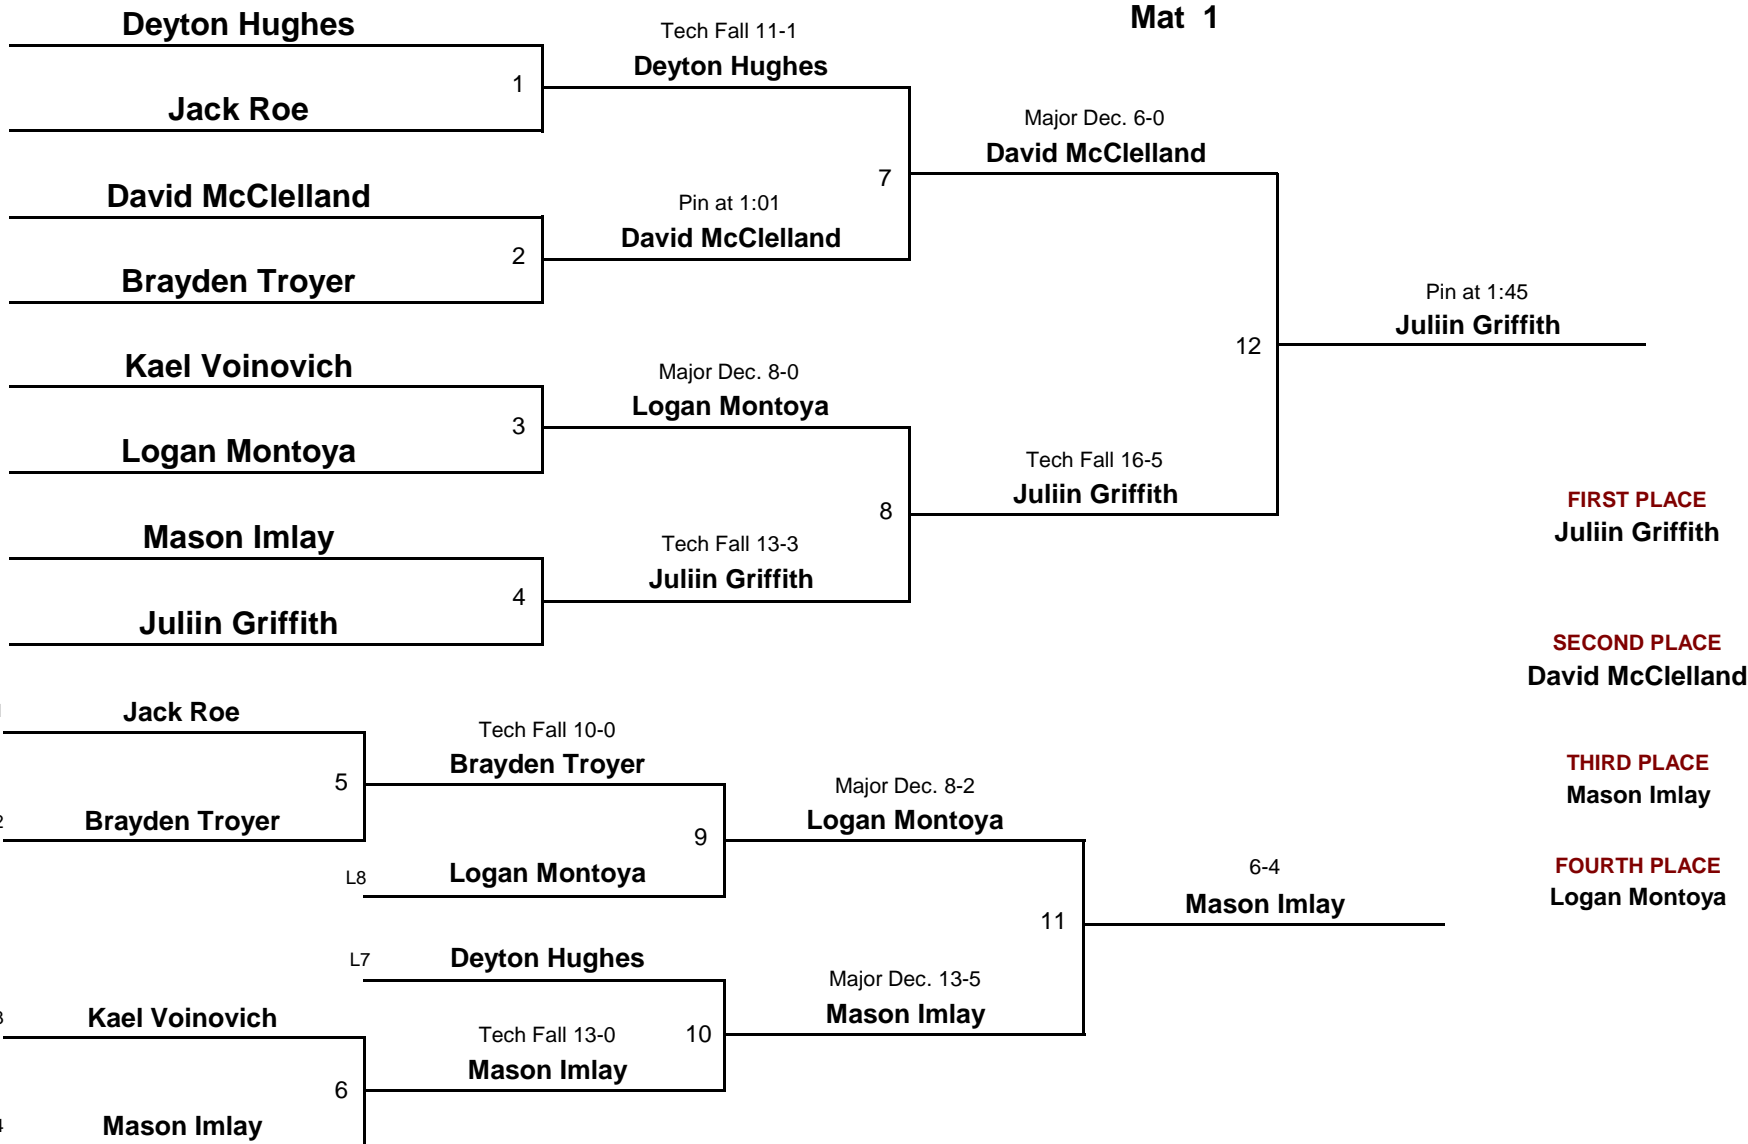 Mat 1
Deyton Hughes
Jack Roe
1
Tech Fall 11-1
Deyton Hughes
David McClelland
Brayden Troyer
2
Pin at 1:01
David McClelland
7
Major Dec. 6-0
David McClelland
Kael Voinovich
Logan Montoya
3
Major Dec. 8-0
Logan Montoya
Mason Imlay
Juliin Griffith
4
Tech Fall 13-3
Juliin Griffith
8
Tech Fall 16-5
Juliin Griffith
12
Pin at 1:45
Juliin Griffith
FIRST PLACE
Juliin Griffith
SECOND PLACE
David McClelland
THIRD PLACE
Mason Imlay
FOURTH PLACE
Logan Montoya
Jack Roe
2
Brayden Troyer
5
Tech Fall 10-0
Brayden Troyer
L8
Logan Montoya
9
Major Dec. 8-2
Logan Montoya
L7
Deyton Hughes
3
Kael Voinovich
4
Mason Imlay
6
Tech Fall 13-0
Mason Imlay
10
Major Dec. 13-5
Mason Imlay
11
6-4
Mason Imlay